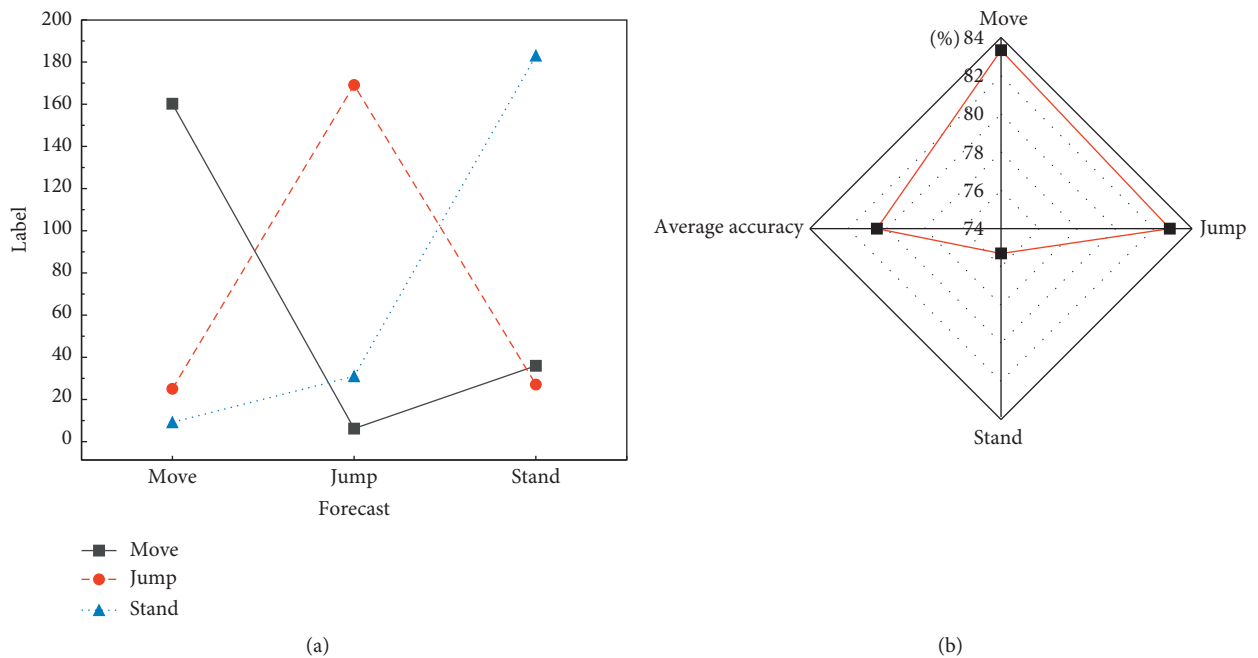 200
180
160
140
120
100
80
60
40
20
0
Label
Move
Jump
Stand
Forecast
Move
Jump
Stand
(a)
Move
(%)
84
82
80
78
76
74
Average accuracy
Jump
Stand
(b)